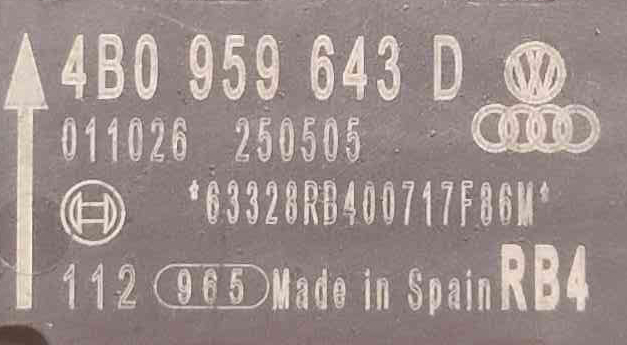 4B0 959 643 D
011026 250505
*63328RB400717F86M*
112 965 Made in Spain RB4